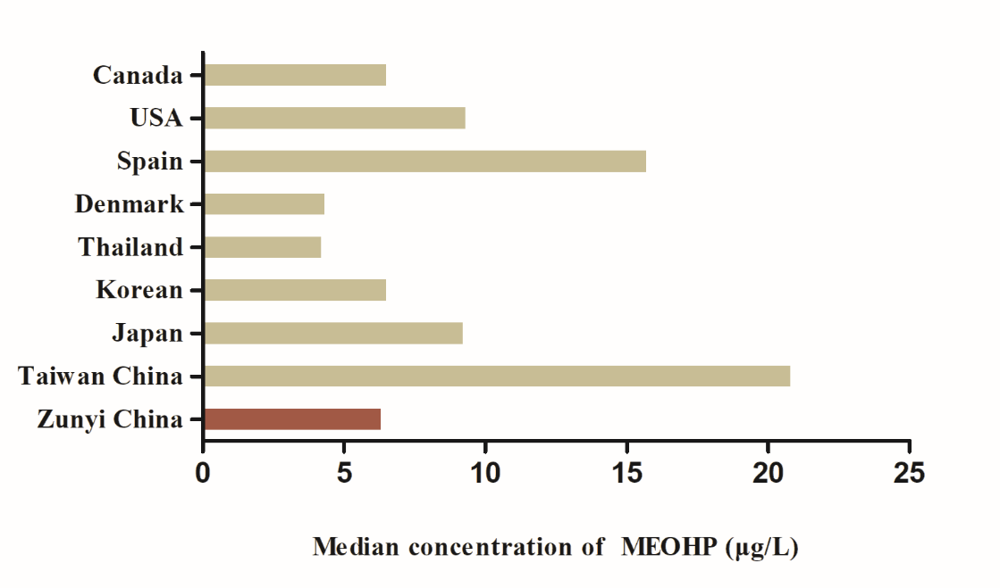 Canada
USA
Spain
Denmark
Thailand
Korean
Japan
Taiwan China
Zunyi China
0 5 10 15 20 25
Median concentration of MEOHP (μg/L)